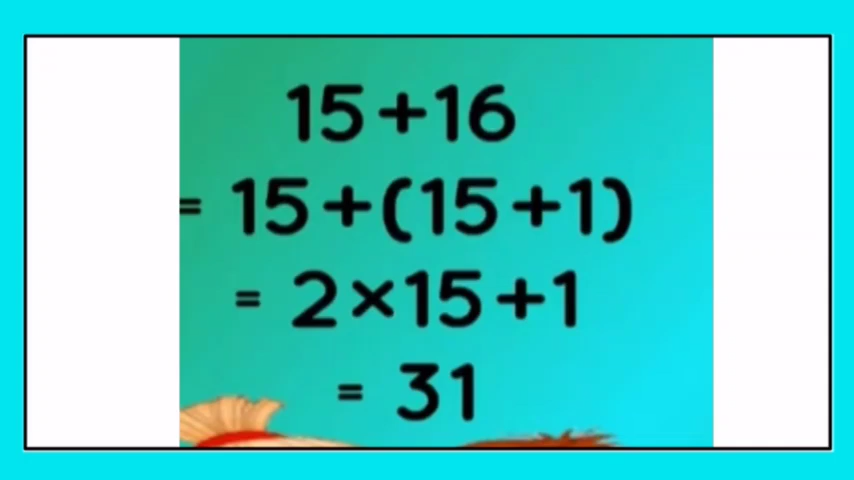 15+16
= 15+(15+1)
= 2×15+1
= 31